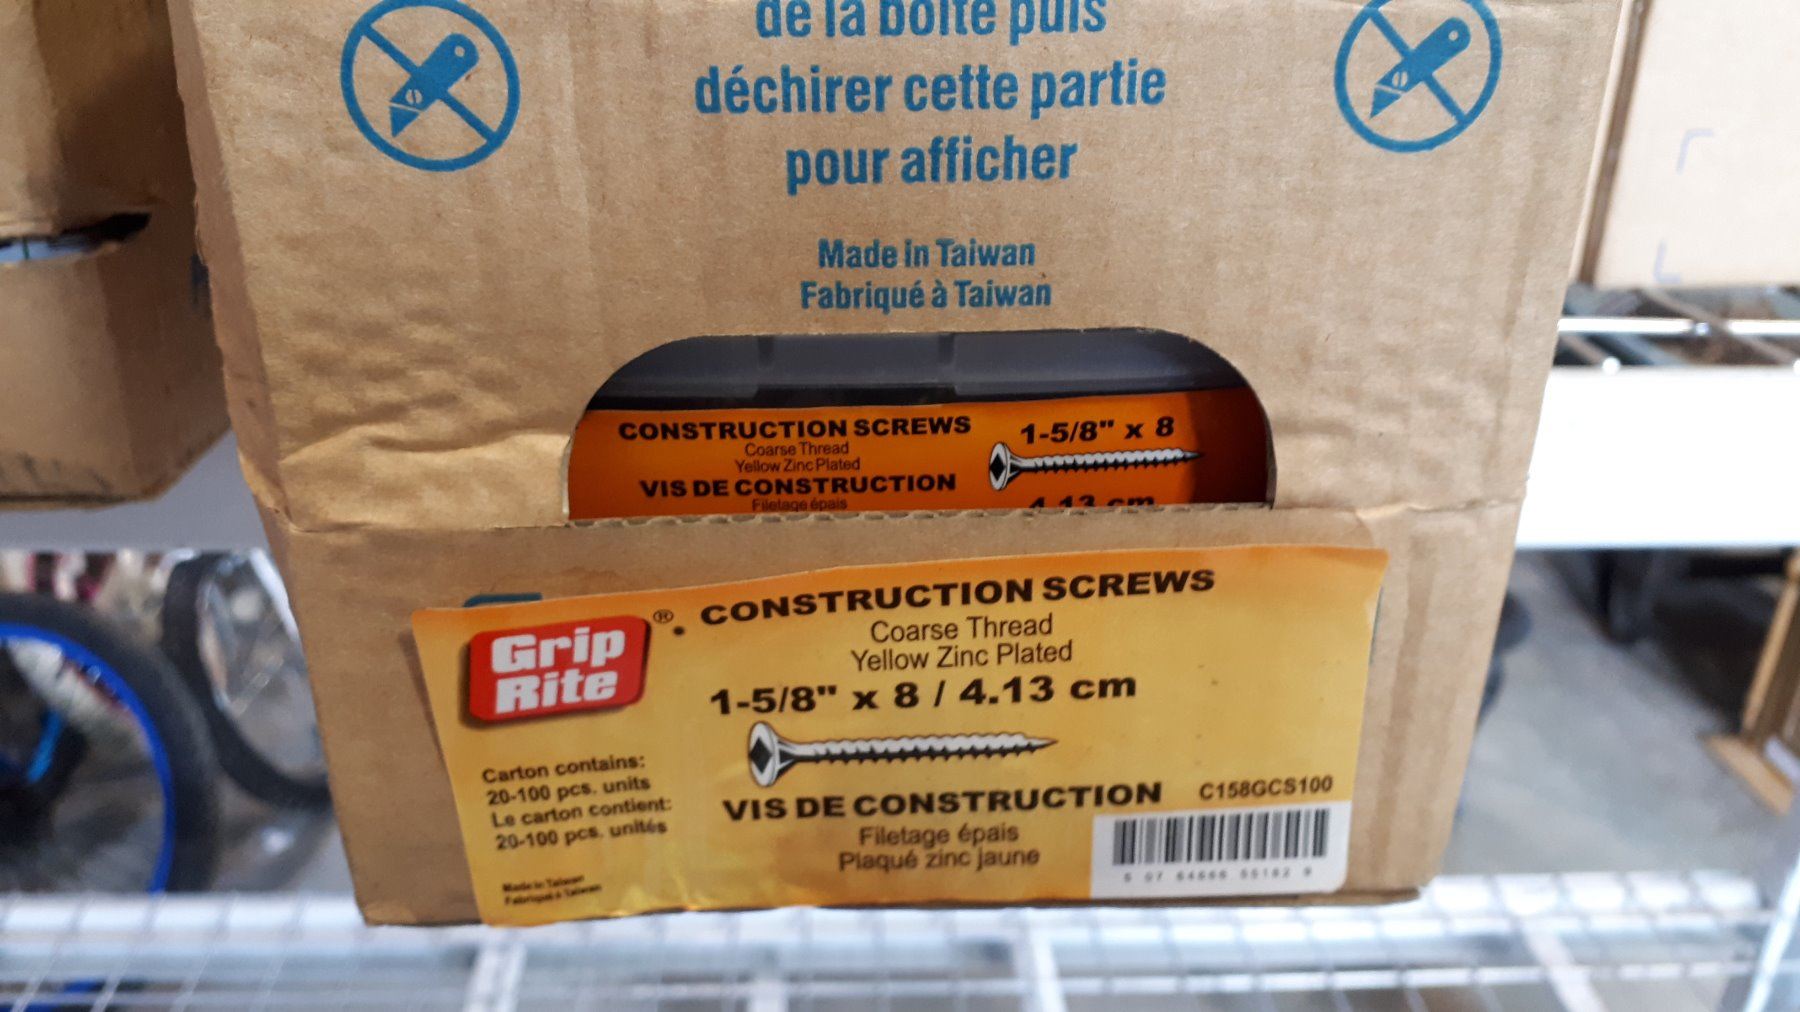 de la boîte puis
déchirer cette partie
pour afficher
Made in Taiwan
Fabriqué à Taiwan
CONSTRUCTION SCREWS
Coarse Thread
Yellow Zinc Plated
VIS DE CONSTRUCTION
Filetage épais
1-5/8" x 8
4.13 cm
Grip
Rite
®
CONSTRUCTION SCREWS
Coarse Thread
Yellow Zinc Plated
1-5/8" x 8 / 4.13 cm
Carton contains:
20-100 pcs. units
Le carton contient:
20-100 pcs. unités
Made in Taiwan
Fabriqué à Taiwan
VIS DE CONSTRUCTION
Filetage épais
Plaqué zinc jaune
C158GCS100